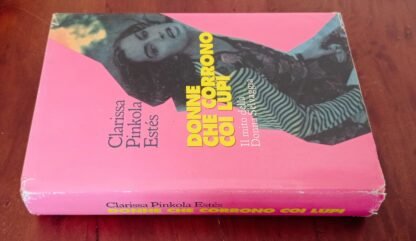 Clarissa
Pinkola
Estés
DONNE
CHE CORRONO
COI LUPI
Il mito della
Donna Selvaggia
Clarissa Pinkola Estés
DONNE CHE CORRONO COI LUPI